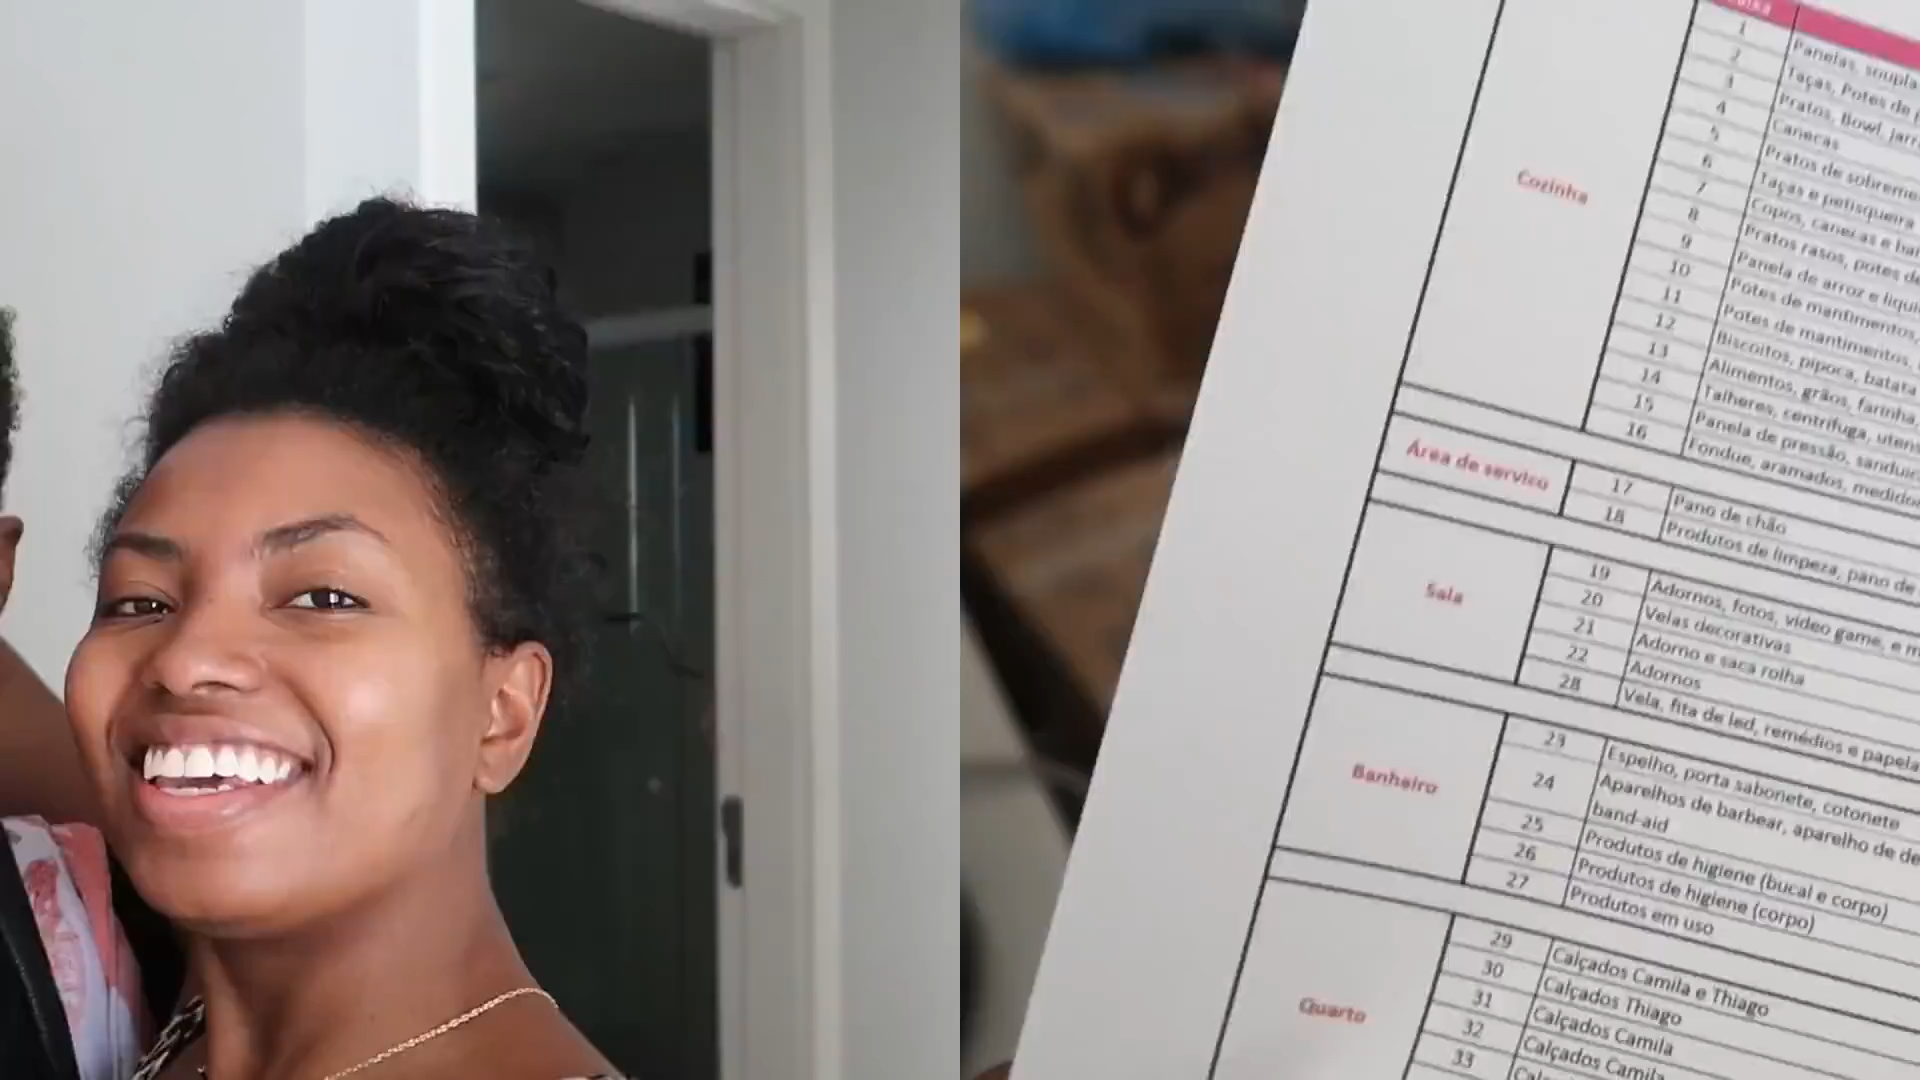 Cozinha
1 Panelas, soupla
2 Taças, Potes de
3 Pratos, Bowl, jarr
4 Canecas
5 Pratos de sobreme
6 Taças e petisqueira
7 Copos, canecas e bai
8 Pratos rasos, potes de
9 Panela de arroz e liqui
10 Potes de mantimentos,
11 Potes de mantimentos,
12 Biscoitos, pipoca, batata
13 Alimentos, grãos, farinha,
14 Talheres, centrífuga, utens
15 Panela de pressão, sanduic
16 Fondue, aramados, medido
Área de serviço
17 Pano de chão
18 Produtos de limpeza, pano de
Sala
19 Adornos, fotos, vídeo game, e m
20 Velas decorativas
21 Adorno e saca rolha
22 Adornos
28 Vela, fita de led, remédios e papela
Banheiro
23 Espelho, porta sabonete, cotonete
24 Aparelhos de barbear, aparelho de de
band-aid
25 Produtos de higiene (bucal e corpo)
26 Produtos de higiene (corpo)
27 Produtos em uso
Quarto
29 Calçados Camila e Thiago
30 Calçados Thiago
31 Calçados Camila
32 Calçados Camila
33